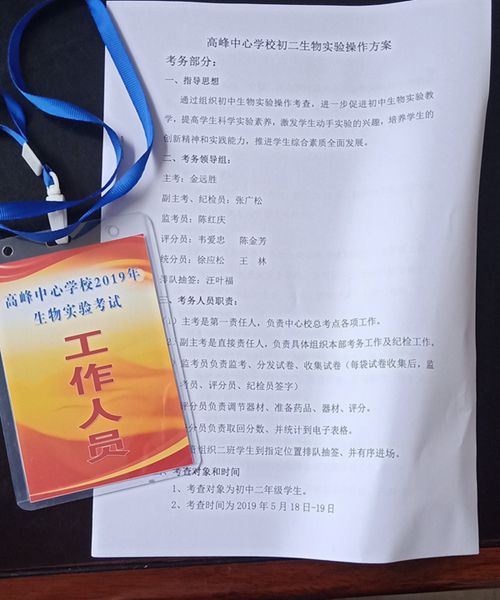 高峰中心学校初二生物实验操作方案
考务部分：
一、指导思想
通过组织初中生物实验操作考查，进一步促进初中生物实验教
学，提高学生科学实验素养，激发学生动手实验的兴趣，培养学生的
创新精神和实践能力，推进学生综合素质全面发展。
二、考务领导组：
主考：金远胜
副主考、纪检员：张广松
监考员：陈红庆
评分员：韦爱忠 陈金芳
统分员：徐应松 王 林
排队抽签：汪叶福
三、考务人员职责：
）主考是第一责任人，负责中心校总考点各项工作。
2、副主考是直接责任人，负责具体组织本部考务工作及纪检工作。
监考员负责监考、分发试卷、收集试卷（每袋试卷收集后，监
考员、评分员、纪检员签字）
评分员负责调节器材、准备药品、器材、评分。
分员负责取回分数、并统计到电子表格。
组织二班学生到指定位置排队抽签、并有序进场。
、考查对象和时间
1、考查对象为初中二年级学生。
2、考查时间为2019年5月18日-19日
高峰中心学校2019年
生物实验考试
工作人员